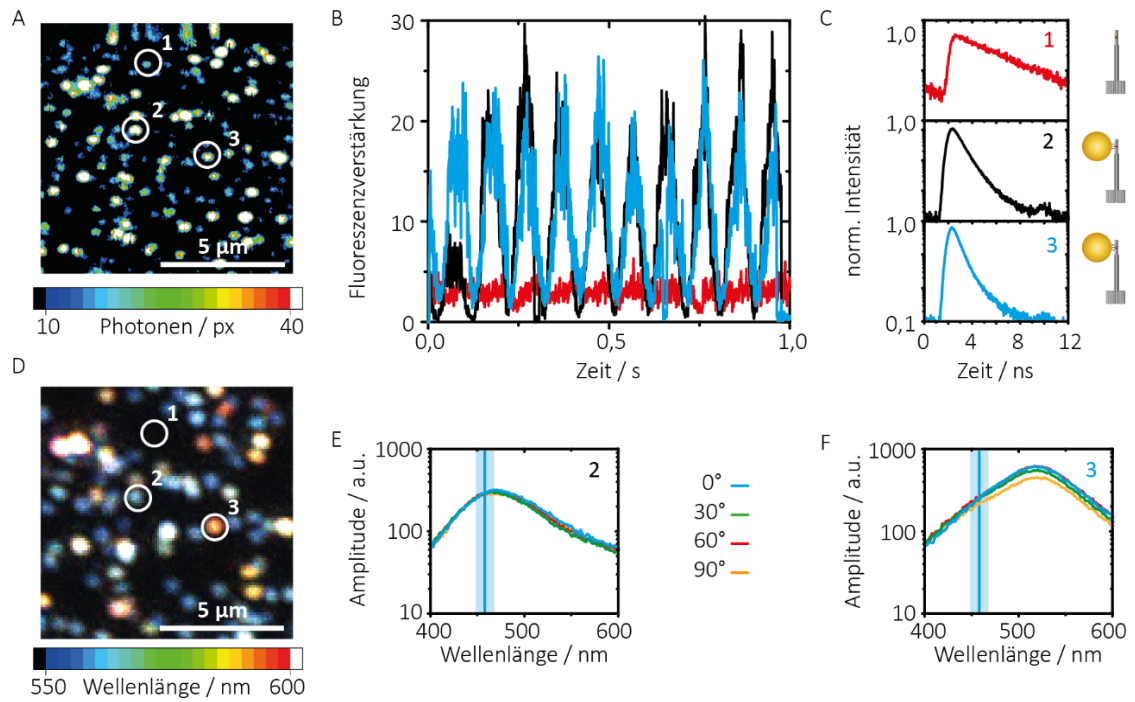 A
1
2
3
5 µm
10 Photonen / px 40
B
Fluoreszenzverstärkung
30
20
10
0
0,0 0,5 1,0
Zeit / s
C
norm. Intensität
1,0
1
1,0
2
1,0
3
0,1
0 4 8 12
Zeit / ns
D
1
2
3
5 µm
550 Wellenlänge / nm 600
E
Amplitude / a.u.
1000
100
10
2
400 500 600
Wellenlänge / nm
0°
30°
60°
90°
F
Amplitude / a.u.
1000
100
10
3
400 500 600
Wellenlänge / nm